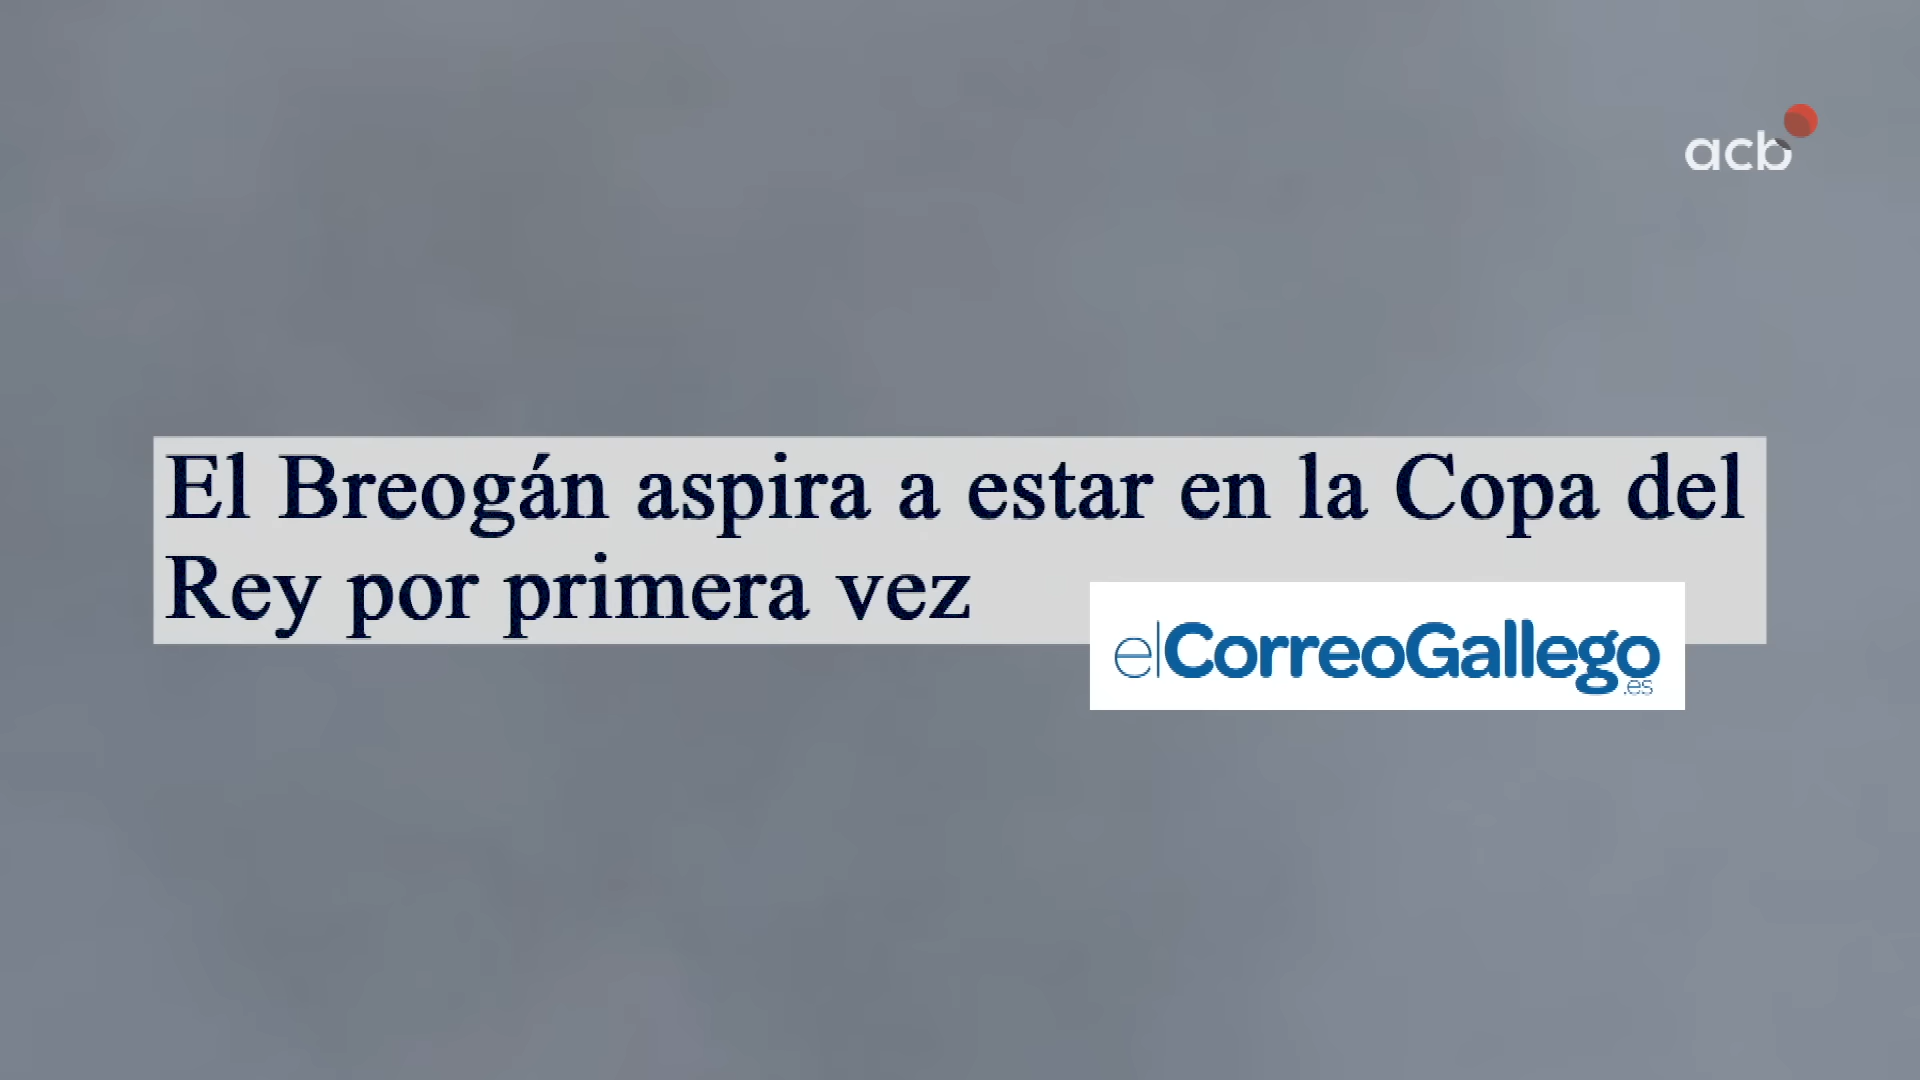 acb
El Breogán aspira a estar en la Copa del
Rey por primera vez
elCorreoGallego
.es